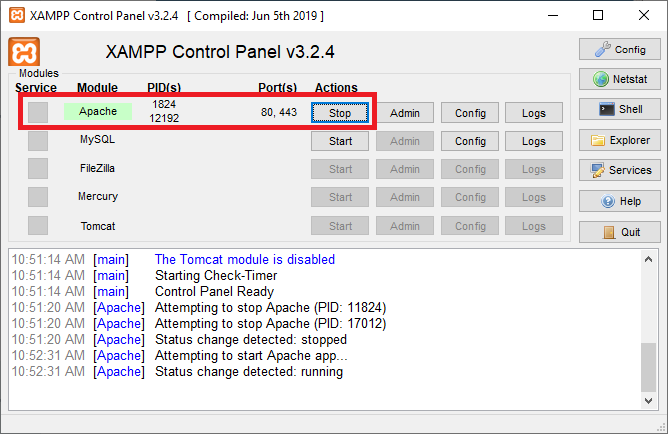 XAMPP Control Panel v3.2.4 [ Compiled: Jun 5th 2019 ]
XAMPP Control Panel v3.2.4
Config
Modules
Service Module PID(s) Port(s) Actions
Netstat
Apache 1824 12192 80, 443 Stop Admin Config Logs
Shell
MySQL Start Admin Config Logs
Explorer
FileZilla Start Admin Config Logs
Services
Mercury Start Admin Config Logs
Help
Tomcat Start Admin Config Logs
Quit
10:51:14 AM [main] The Tomcat module is disabled
10:51:14 AM [main] Starting Check-Timer
10:51:14 AM [main] Control Panel Ready
10:51:20 AM [Apache] Attempting to stop Apache (PID: 11824)
10:51:20 AM [Apache] Attempting to stop Apache (PID: 17012)
10:51:20 AM [Apache] Status change detected: stopped
10:52:31 AM [Apache] Attempting to start Apache app...
10:52:31 AM [Apache] Status change detected: running